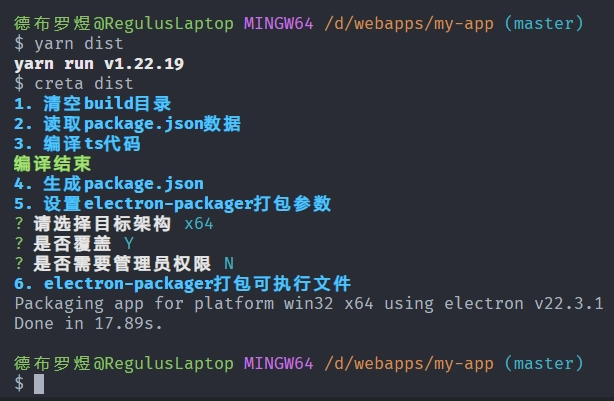 德布罗煜@RegulusLaptop MINGW64 /d/webapps/my-app (master)
$ yarn dist
yarn run v1.22.19
$ creta dist
1. 清空build目录
2. 读取package.json数据
3. 编译ts代码
编译结束
4. 生成package.json
5. 设置electron-packager打包参数
? 请选择目标架构 x64
? 是否覆盖 Y
? 是否需要管理员权限 N
6. electron-packager打包可执行文件
Packaging app for platform win32 x64 using electron v22.3.1
Done in 17.89s.
德布罗煜@RegulusLaptop MINGW64 /d/webapps/my-app (master)
$